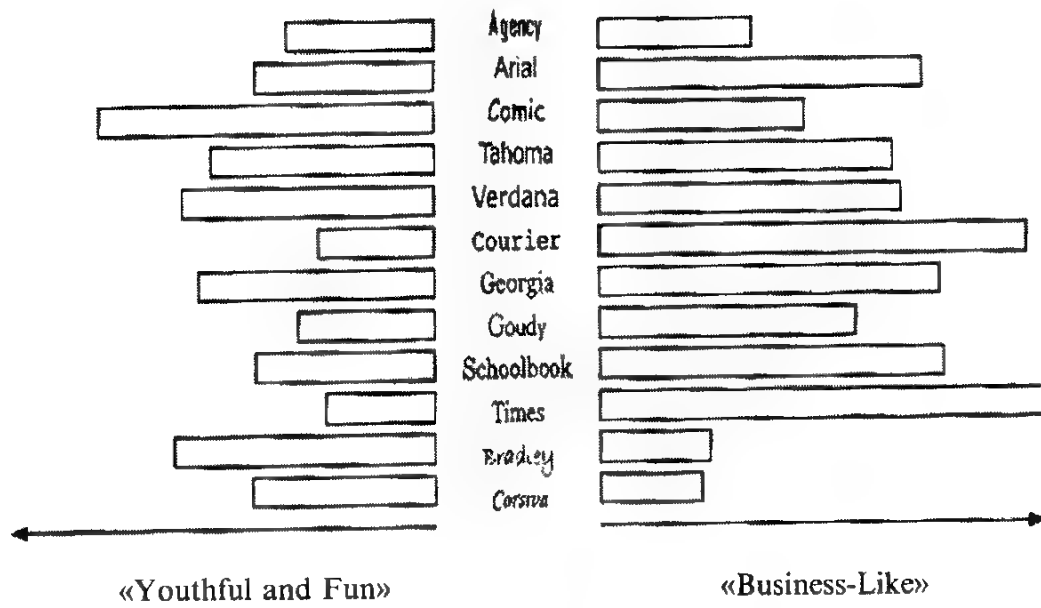 Agency
Arial
Comic
Tahoma
Verdana
Courier
Georgia
Goudy
Schoolbook
Times
Bradley
Corsiva
«Youthful and Fun»
«Business-Like»